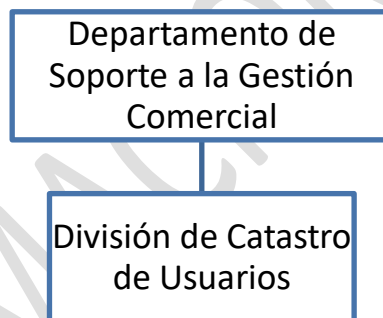 Departamento de
Soporte a la Gestión
Comercial
División de Catastro
de Usuarios